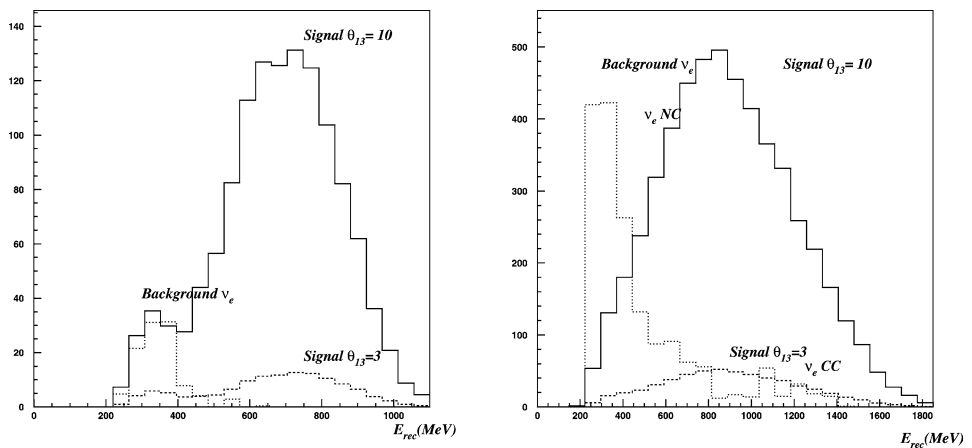 Signal θ13= 10
Background νe
Signal θ13=3
140
120
100
80
60
40
20
0
0 200 400 600 800 1000
Erec(MeV)
Background νe Signal θ13= 10
νe NC
Signal θ13=3
νe CC
500
400
300
200
100
0
0 200 400 600 800 1000 1200 1400 1600 1800
Erec(MeV)